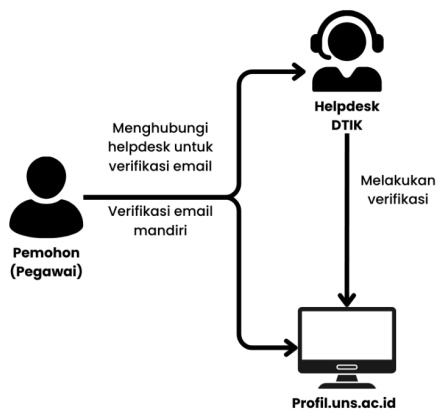 Helpdesk
DTIK
Menghubungi
helpdesk untuk
verifikasi email
Melakukan
verifikasi
Verifikasi email
mandiri
Pemohon
(Pegawai)
Profil.uns.ac.id